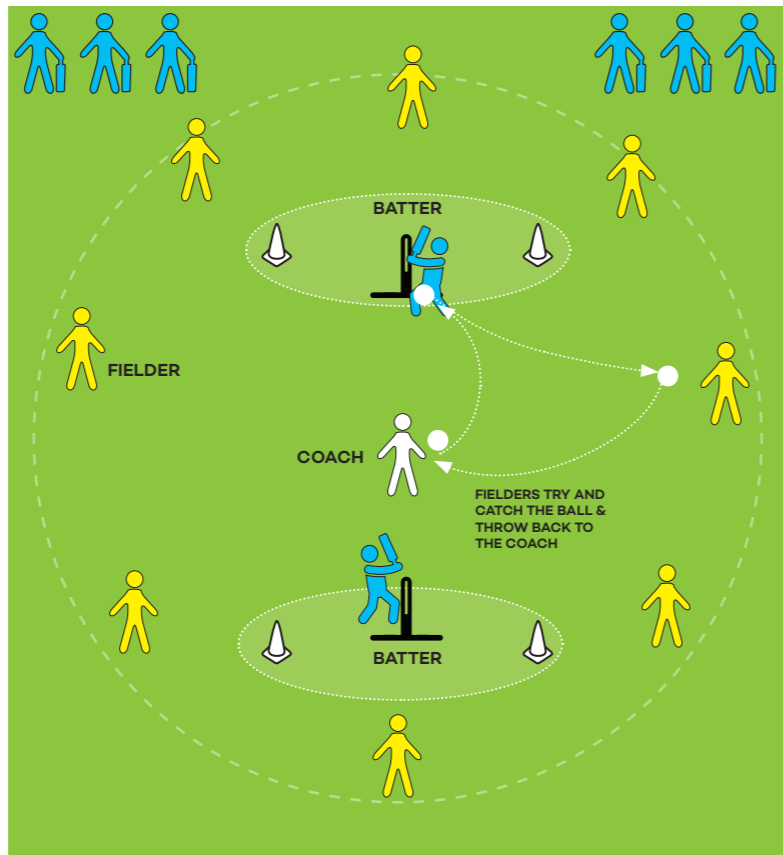 BATTER
FIELDER
COACH
FIELDERS TRY AND
CATCH THE BALL &
THROW BACK TO
THE COACH
BATTER